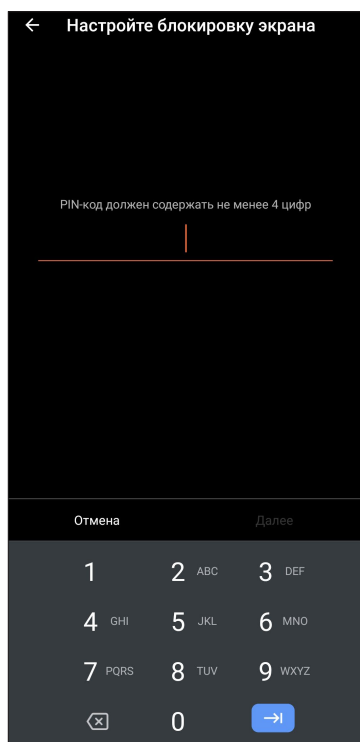 Настройте блокировку экрана
PIN-код должен содержать не менее 4 цифр
Отмена Далее
1 2 ABC 3 DEF
4 GHI 5 JKL 6 MNO
7 PQRS 8 TUV 9 WXYZ
0